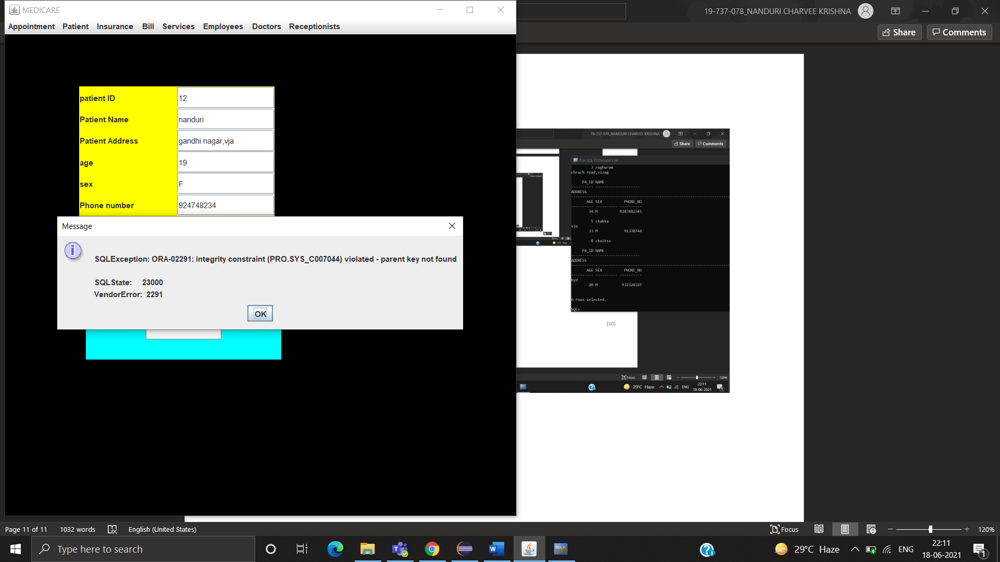 MEDICARE
19-737-078_NANDURI CHARVEE KRISHNA
Appointment Patient Insurance Bill Services Employees Doctors Receptionists
Share Comments
patient ID 12
Patient Name nanduri
Patient Address gandhi nagar,vja
age 19
sex F
Phone number 924748234
Message
SQLException: ORA-02291: integrity constraint (PRO.SYS_C007044) violated - parent key not found
SQLState: 23000
VendorError: 2291
OK
19-737-078_NANDURI CHARVEE KRISHNA
Share Comments
Run SQL Command Line
3 raghuram
chruch road,vizag
PA_ID NAME
ADDRESS
AGE SEX PHONE_NO
34 M 9247482345
5 chakka
vja
33 M 91338744
8 chaitss
PA_ID NAME
ADDRESS
AGE SEX PHONE_NO
hyd
20 M 932324325
6 rows selected.
SQL>
[10]
Focus 120%
29°C Haze ENG 22:11
18-06-2021
Page 11 of 11 1032 words English (United States) Focus 120%
Type here to search
SQL>
29°C Haze ENG 22:11
18-06-2021
1